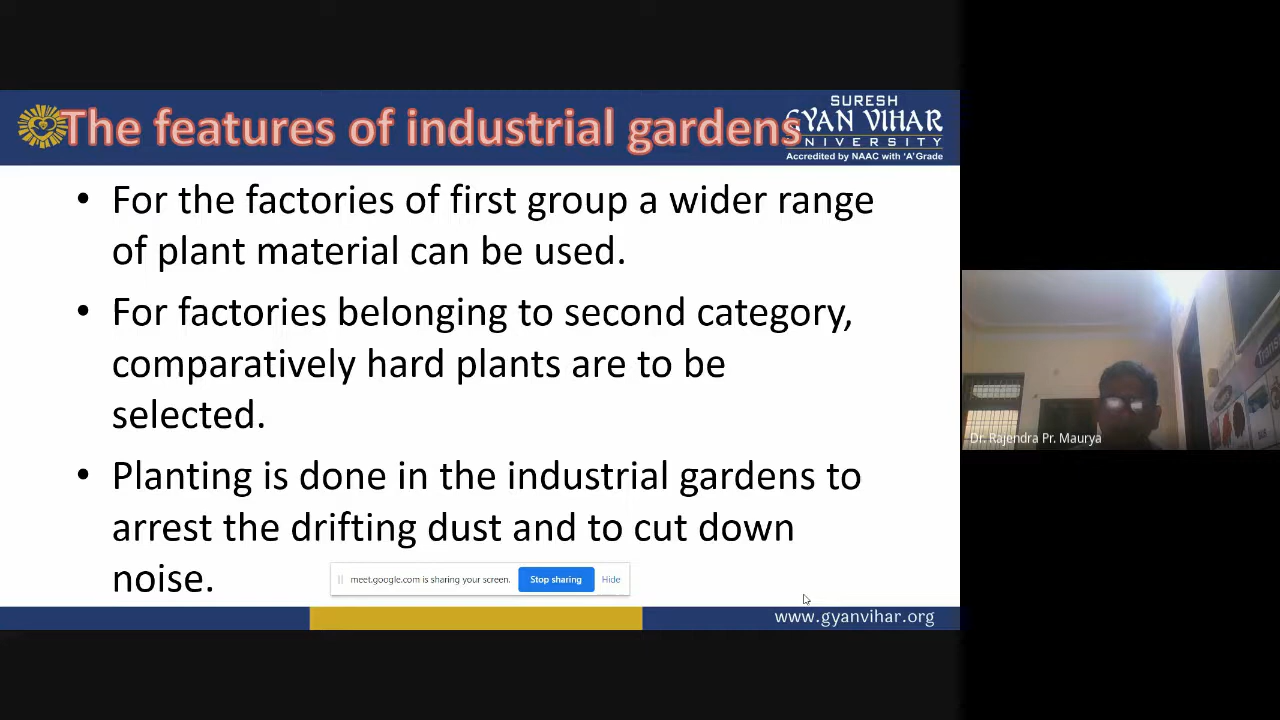 The features of industrial gardens
SURESH
GYAN VIHAR
UNIVERSITY
Accredited by NAAC with 'A' Grade
• For the factories of first group a wider range
of plant material can be used.
• For factories belonging to second category,
comparatively hard plants are to be
selected.
• Planting is done in the industrial gardens to
arrest the drifting dust and to cut down
noise.
meet.google.com is sharing your screen. Stop sharing Hide
www.gyanvihar.org
Dr. Rajendra Pr. Maurya